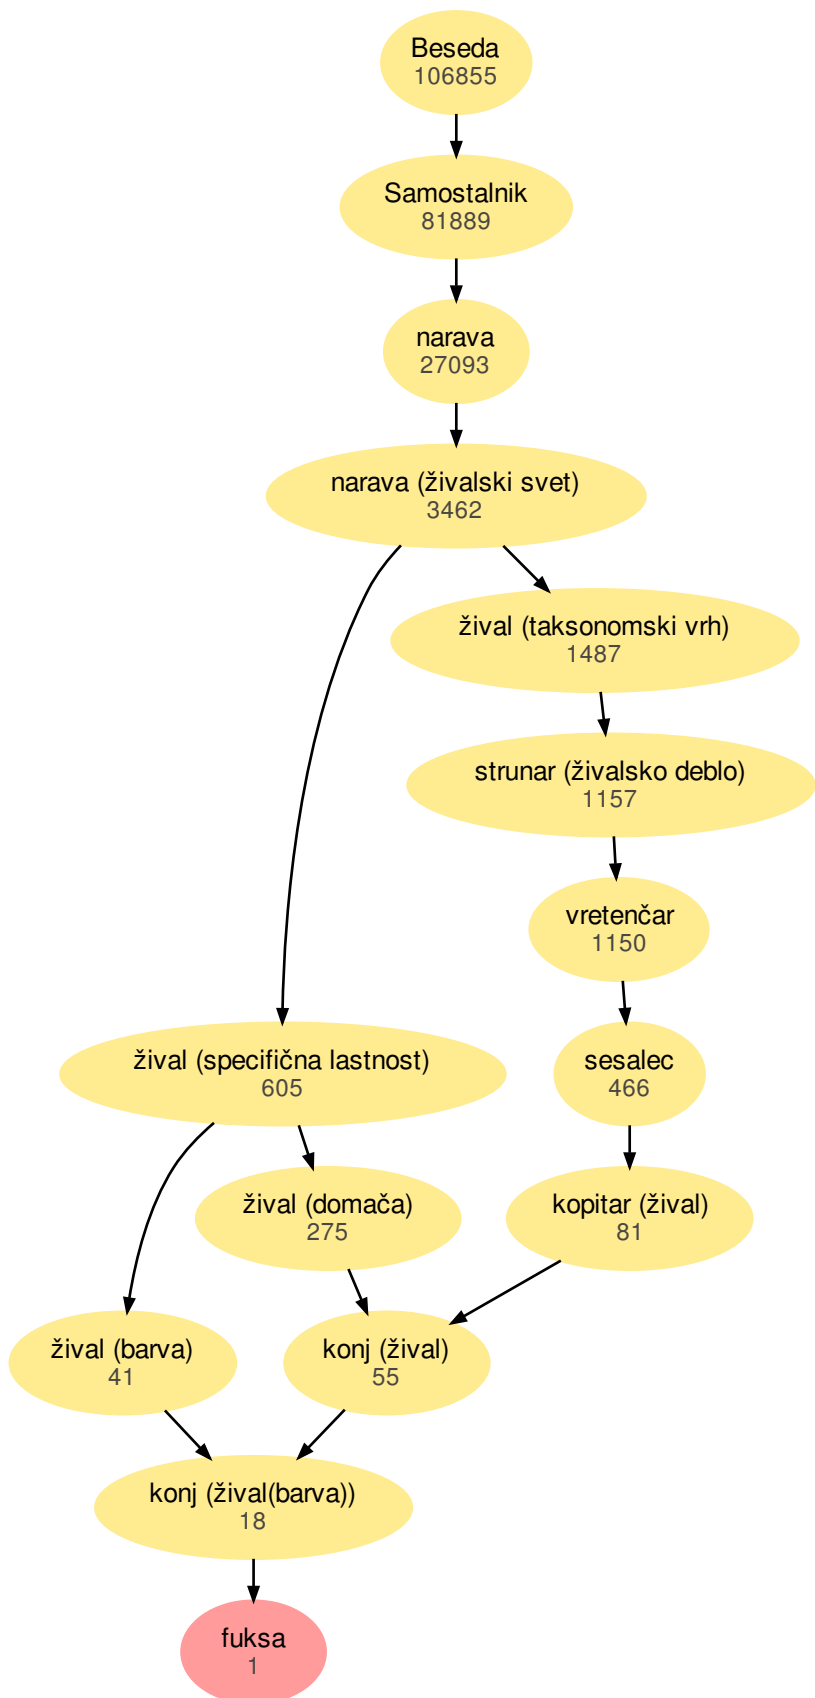 Beseda
106855
Samostalnik
81889
narava
27093
narava (živalski svet)
3462
žival (taksonomski vrh)
1487
strunar (živalsko deblo)
1157
vretenčar
1150
žival (specifična lastnost)
605
sesalec
466
žival (domača)
275
kopitar (žival)
81
žival (barva)
41
konj (žival)
55
konj (žival(barva))
18
fuksa
1